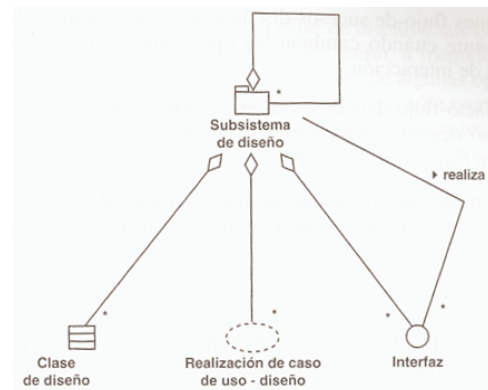 *
Subsistema
de diseño
▸ realiza
* * * *
Clase
de diseño
Realización de caso
de uso - diseño
Interfaz